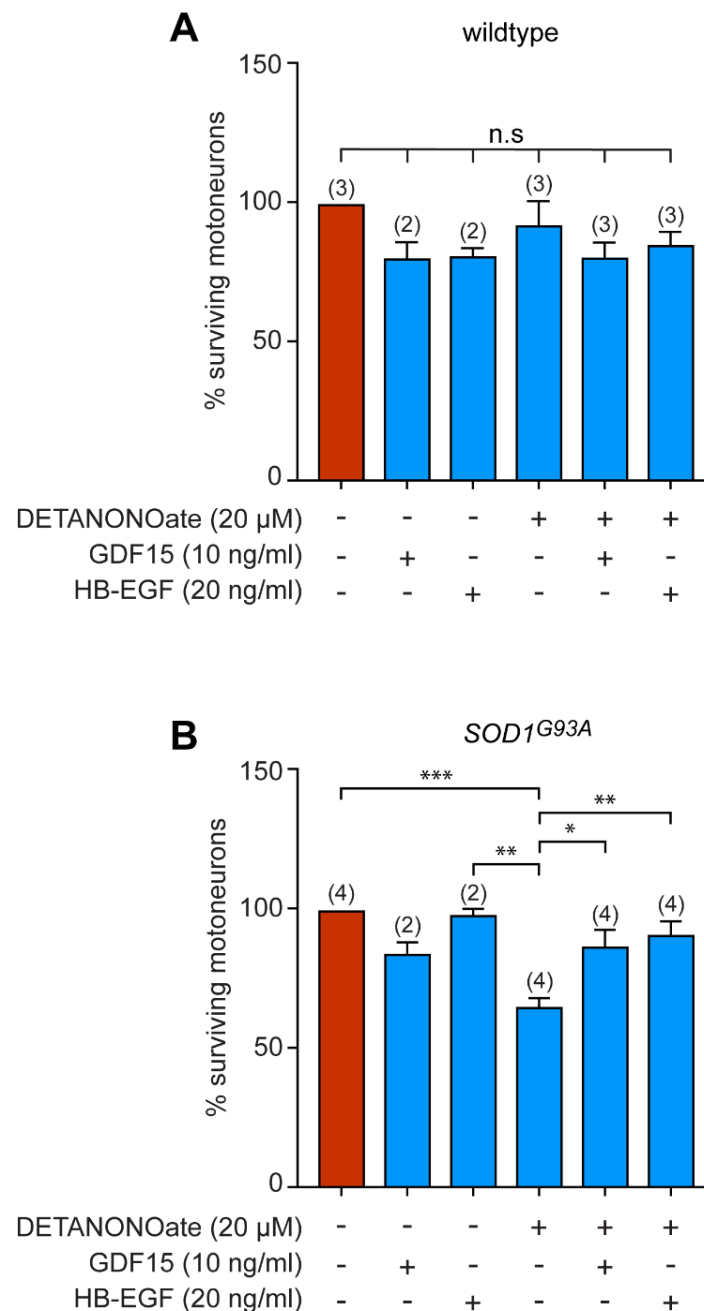 A
wildtype
150
n.s
(3) (2) (2) (3) (3) (3)
100
% surviving motoneurons
50
0
DETANONOate (20 μM) - - - + + +
GDF15 (10 ng/ml) - + - - + -
HB-EGF (20 ng/ml) - - + - - +
B
SOD1G93A
150
***
**
*
**
(4) (2) (2) (4) (4) (4)
100
% surviving motoneurons
50
0
DETANONOate (20 μM) - - - + + +
GDF15 (10 ng/ml) - + - - + -
HB-EGF (20 ng/ml) - - + - - +